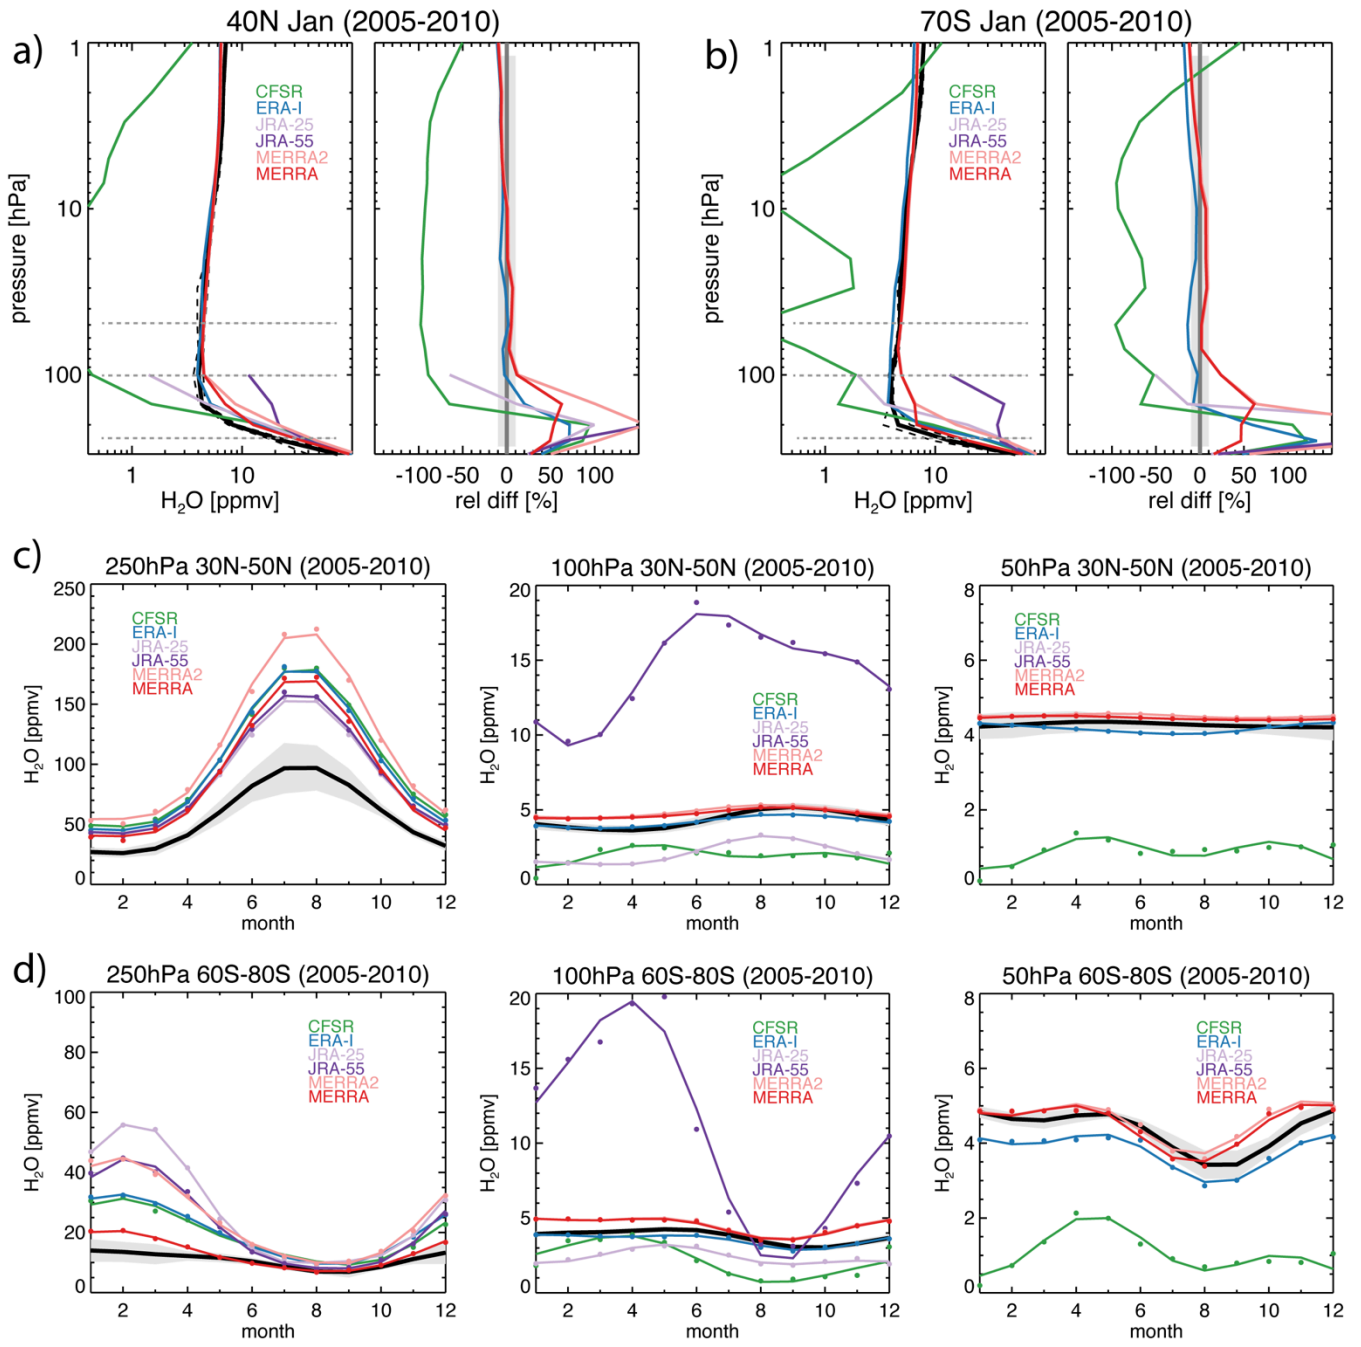 40N Jan (2005-2010)
70S Jan (2005-2010)
a)
b)
1
10
100
pressure [hPa]
CFSR
ERA-I
JRA-25
JRA-55
MERRA2
MERRA
1
10
H₂O [ppmv]
-100 -50 0 50 100
rel diff [%]
1
10
100
pressure [hPa]
CFSR
ERA-I
JRA-25
JRA-55
MERRA2
MERRA
1
10
H₂O [ppmv]
-100 -50 0 50 100
rel diff [%]
c)
250hPa 30N-50N (2005-2010)
250
200
150
100
50
0
H₂O [ppmv]
CFSR
ERA-I
JRA-25
JRA-55
MERRA2
MERRA
2 4 6 8 10 12
month
100hPa 30N-50N (2005-2010)
20
15
10
5
0
H₂O [ppmv]
CFSR
ERA-I
JRA-25
JRA-55
MERRA2
MERRA
2 4 6 8 10 12
month
50hPa 30N-50N (2005-2010)
8
6
4
2
0
H₂O [ppmv]
CFSR
ERA-I
JRA-25
JRA-55
MERRA2
MERRA
2 4 6 8 10 12
month
d)
250hPa 60S-80S (2005-2010)
100
80
60
40
20
0
H₂O [ppmv]
CFSR
ERA-I
JRA-25
JRA-55
MERRA2
MERRA
2 4 6 8 10 12
month
100hPa 60S-80S (2005-2010)
20
15
10
5
0
H₂O [ppmv]
CFSR
ERA-I
JRA-25
JRA-55
MERRA2
MERRA
2 4 6 8 10 12
month
50hPa 60S-80S (2005-2010)
8
6
4
2
0
H₂O [ppmv]
CFSR
ERA-I
JRA-25
JRA-55
MERRA2
MERRA
2 4 6 8 10 12
month